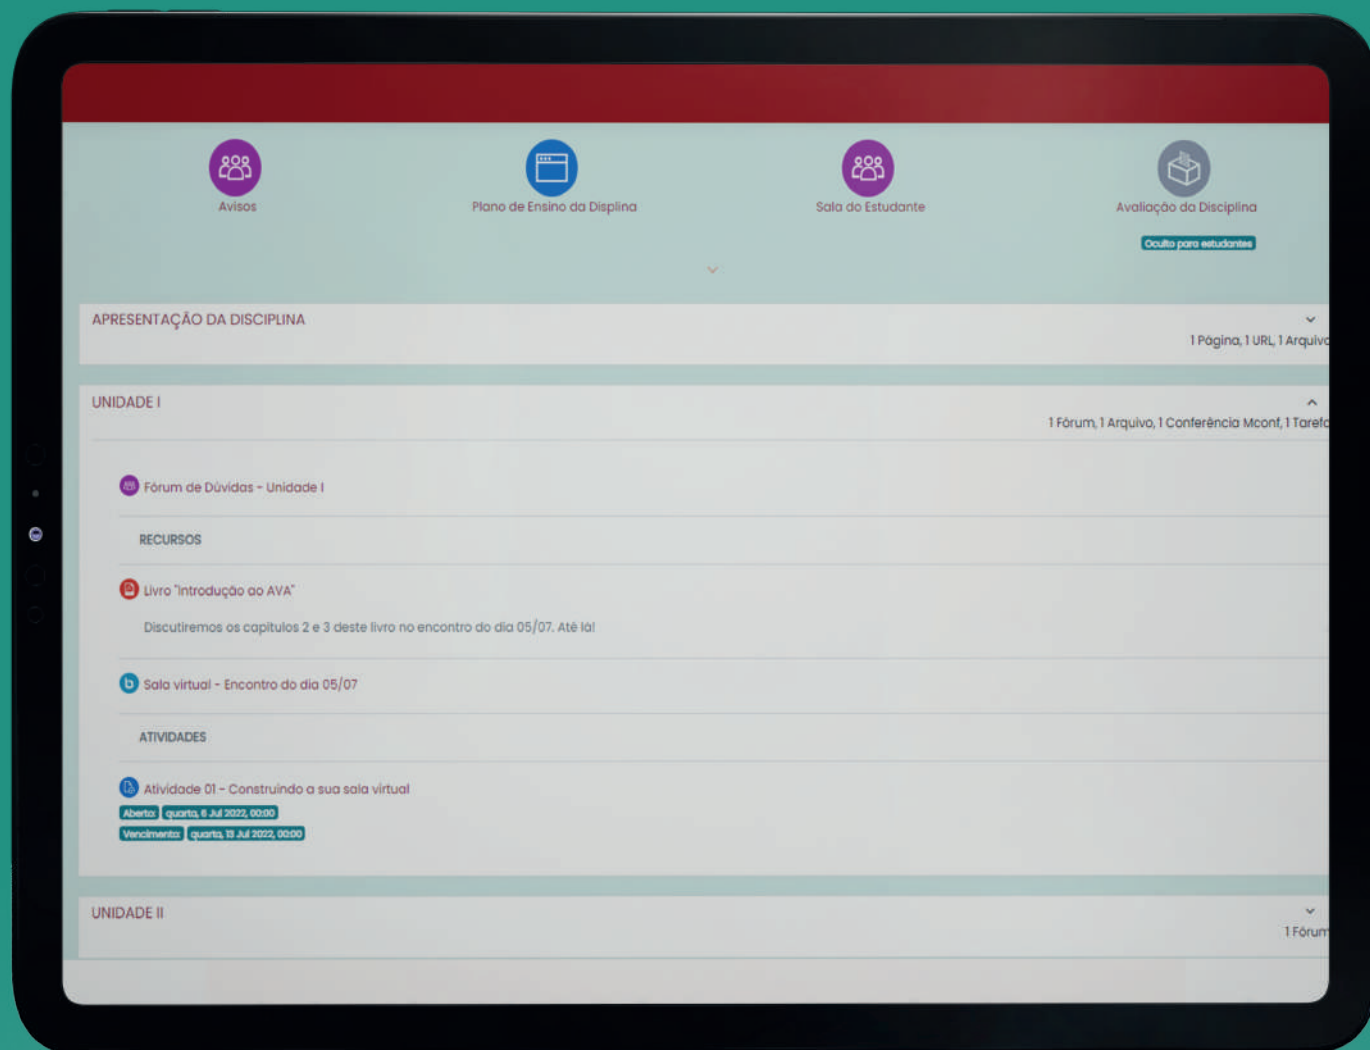 Avisos
Plano de Ensino da Displina
Sala do Estudante
Avaliação da Disciplina
Oculto para estudantes
APRESENTAÇÃO DA DISCIPLINA
1 Página, 1 URL, 1 Arquivo
UNIDADE I
1 Fórum, 1 Arquivo, 1 Conferência Mconf, 1 Tarefa
Fórum de Dúvidas - Unidade I
RECURSOS
Livro "Introdução ao AVA"
Discutiremos os capítulos 2 e 3 deste livro no encontro do dia 05/07. Até lá!
Sala virtual - Encontro do dia 05/07
ATIVIDADES
Atividade 01 - Construindo a sua sala virtual
Aberto: quarta, 6 Jul 2022, 00:00
Vencimento: quarta, 13 Jul 2022, 00:00
UNIDADE II
1 Fórum